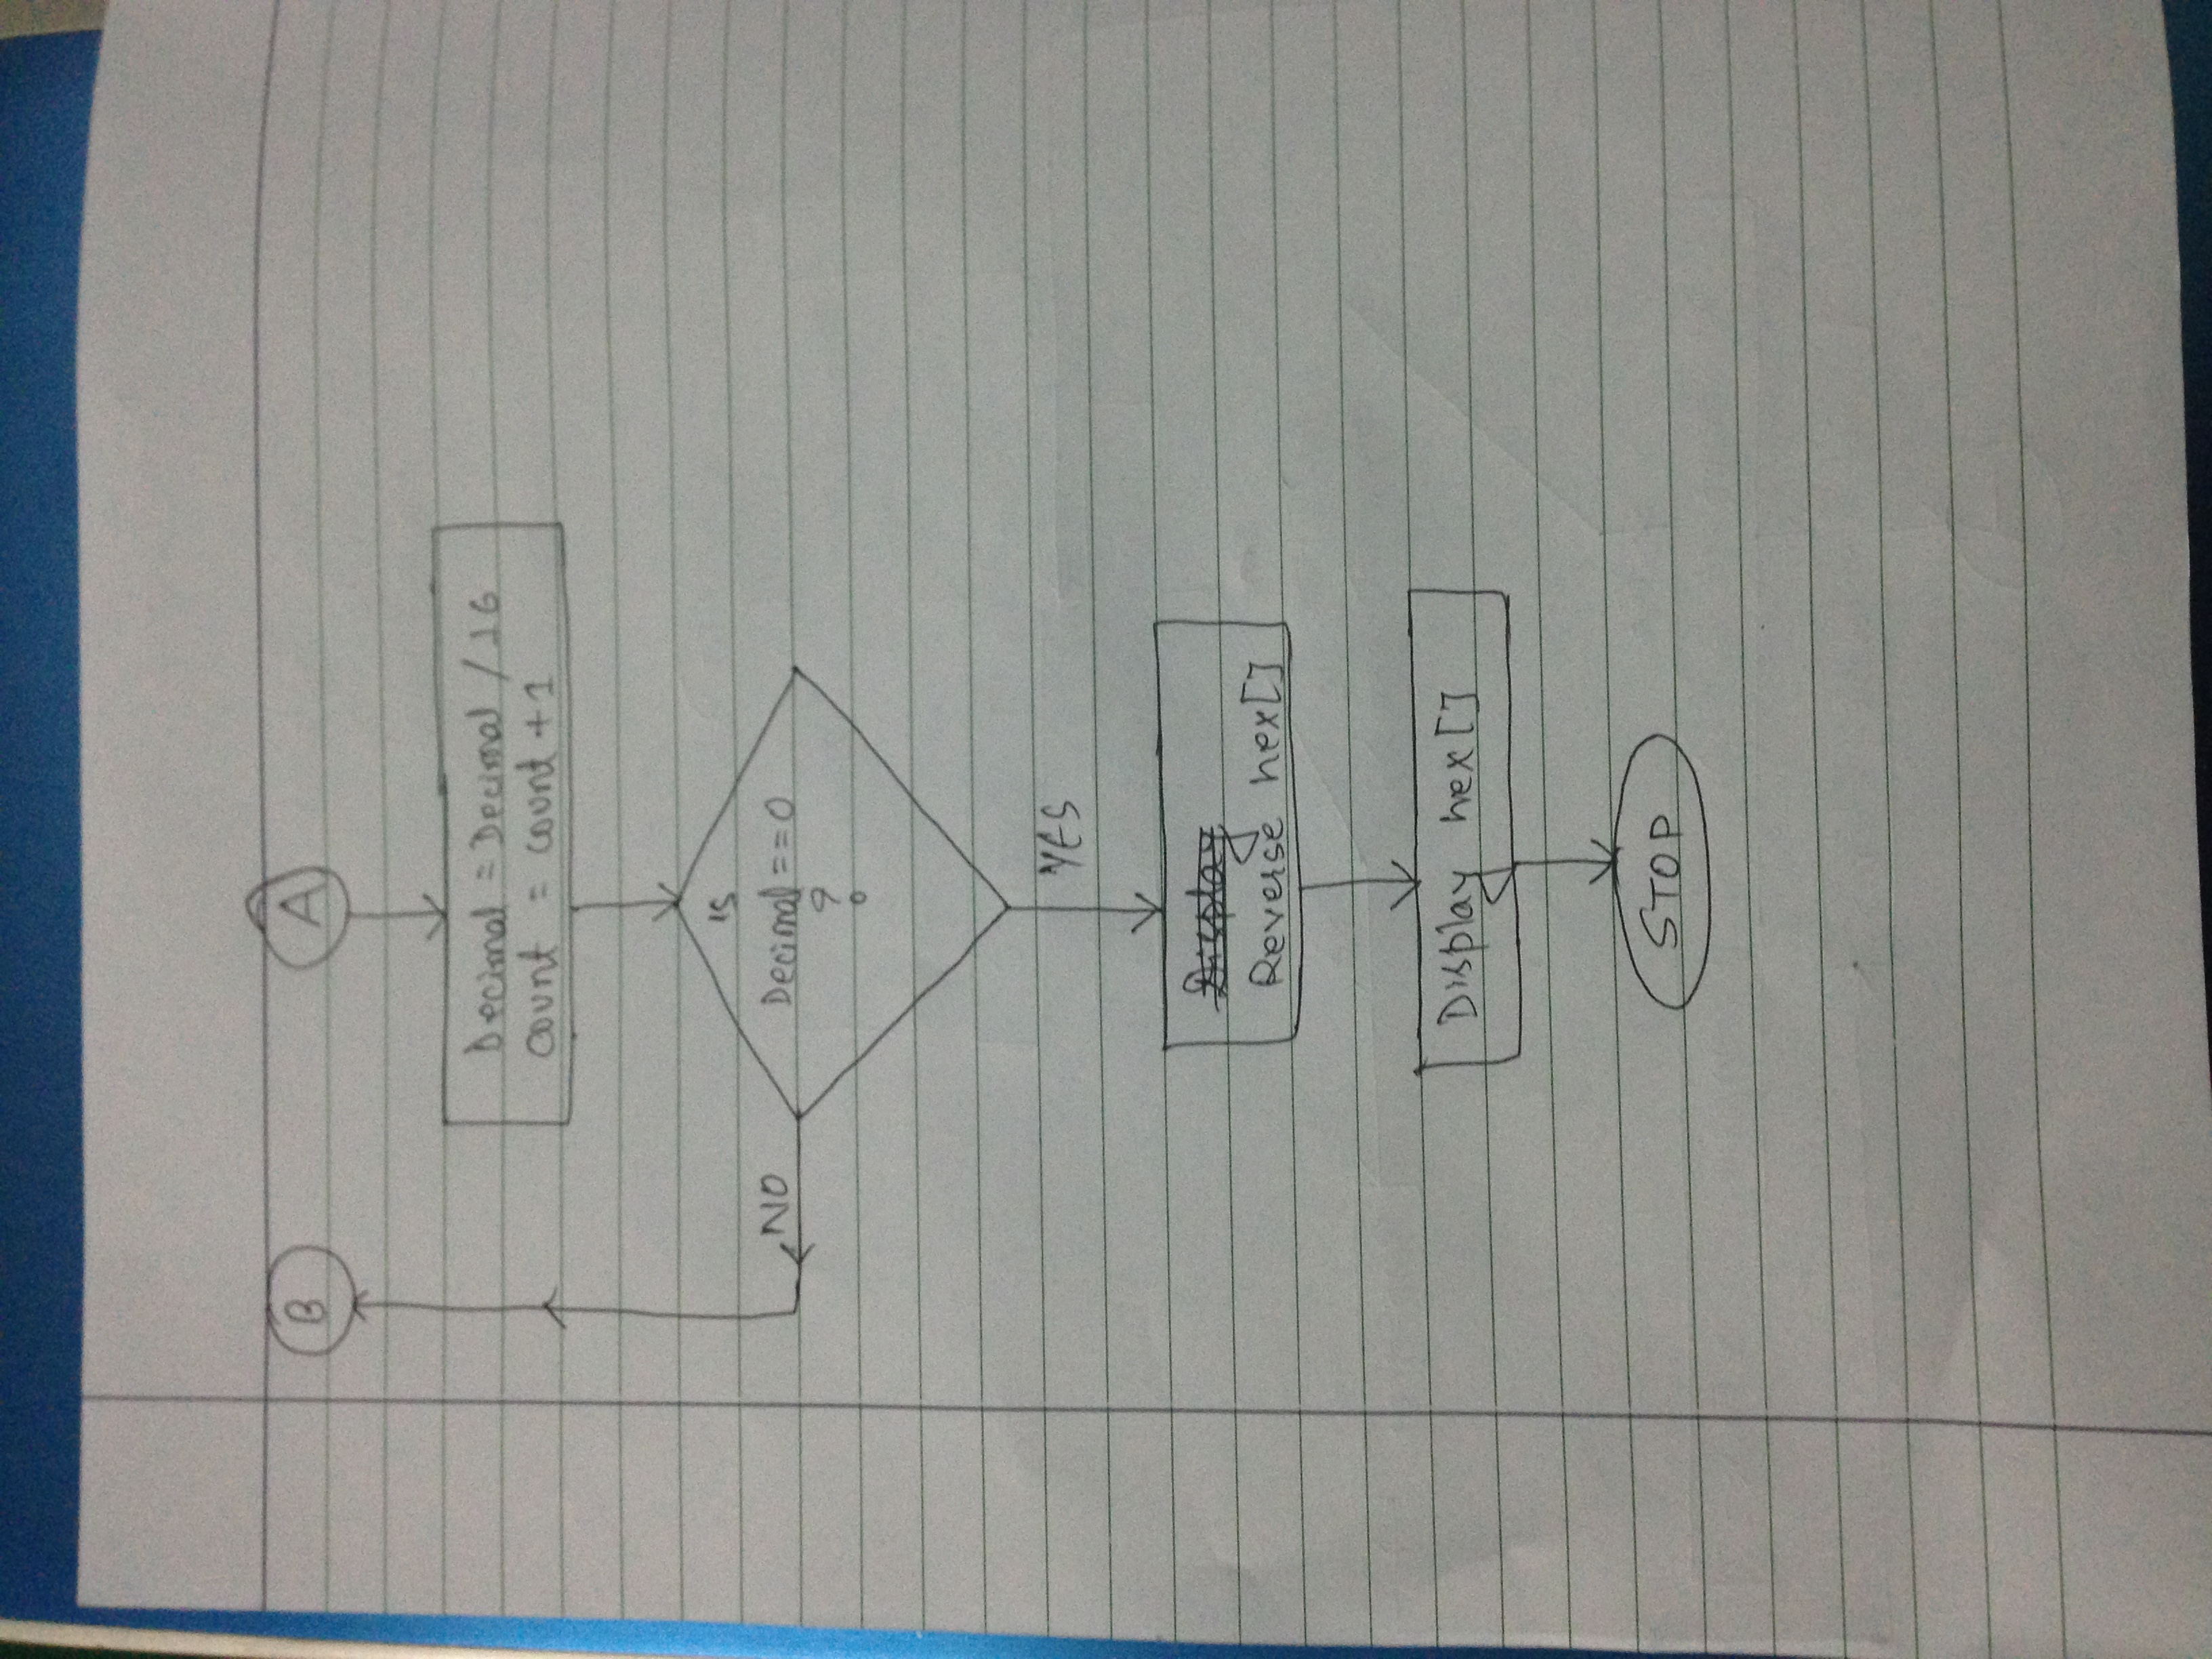 B
A
Decimal = Decimal / 16
count = count + 1
IS
Decimal == 0
?
NO
YES
Display
Reverse hex[]
Display hex[]
STOP